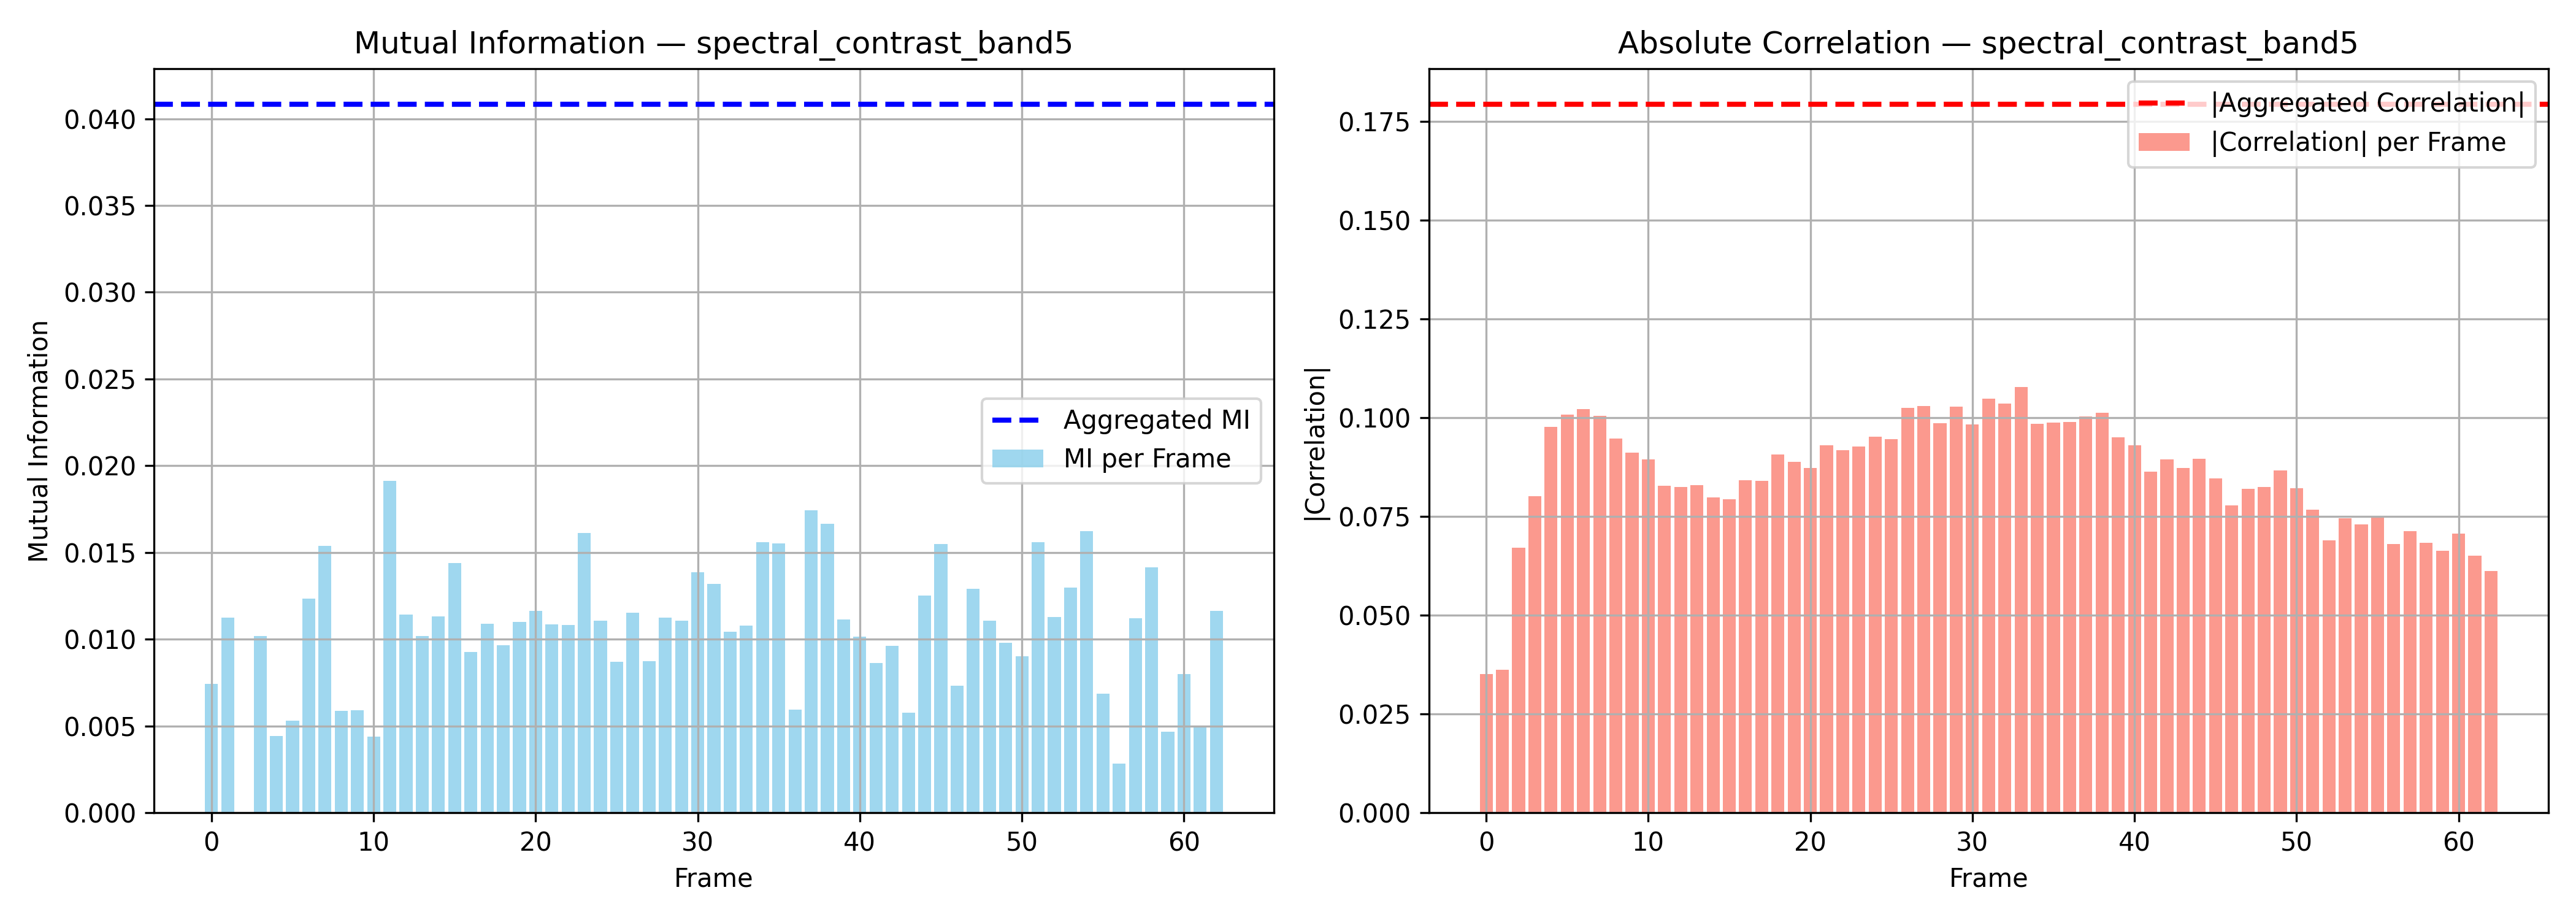 Mutual Information — spectral_contrast_band5
Mutual Information
0.040
0.035
0.030
0.025
0.020
0.015
0.010
0.005
0.000
Aggregated MI
MI per Frame
0 10 20 30 40 50 60
Frame
Absolute Correlation — spectral_contrast_band5
|Correlation|
0.175
0.150
0.125
0.100
0.075
0.050
0.025
0.000
|Aggregated Correlation|
|Correlation| per Frame
0 10 20 30 40 50 60
Frame